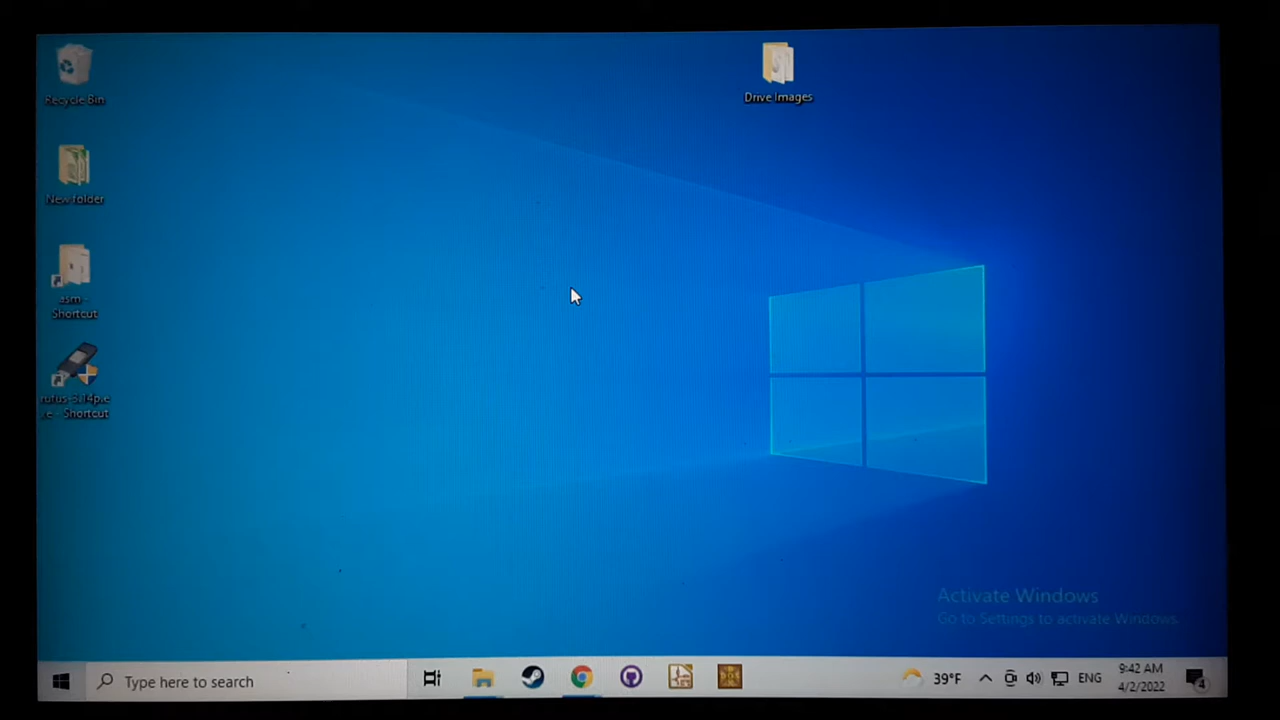 Recycle Bin
Drive Images
New folder
asm -
Shortcut
rufus-3.14p.e
e - Shortcut
Activate Windows
Go to Settings to activate Windows.
Type here to search
39°F
ENG
9:42 AM
4/2/2022
4